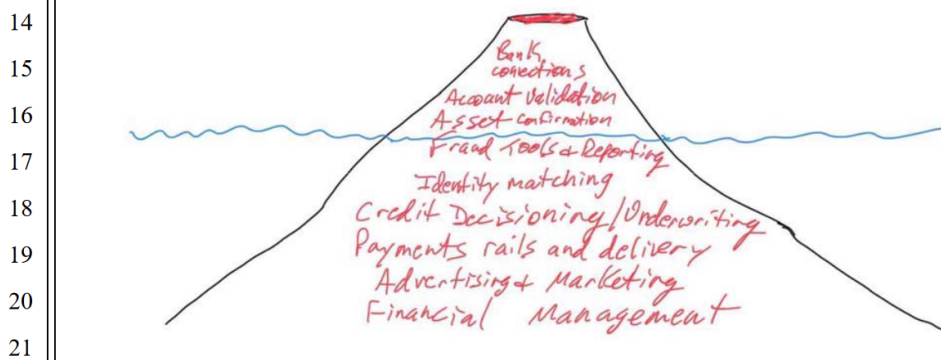 14
Bank
conections
15
Account Validation
16
Asset confirmation
Fraud Tools & Reporting
17
Identity matching
18
Credit Decisioning/Underwriting
19
Payments rails and delivery
20
Advertising & Marketing
Financial Management
21